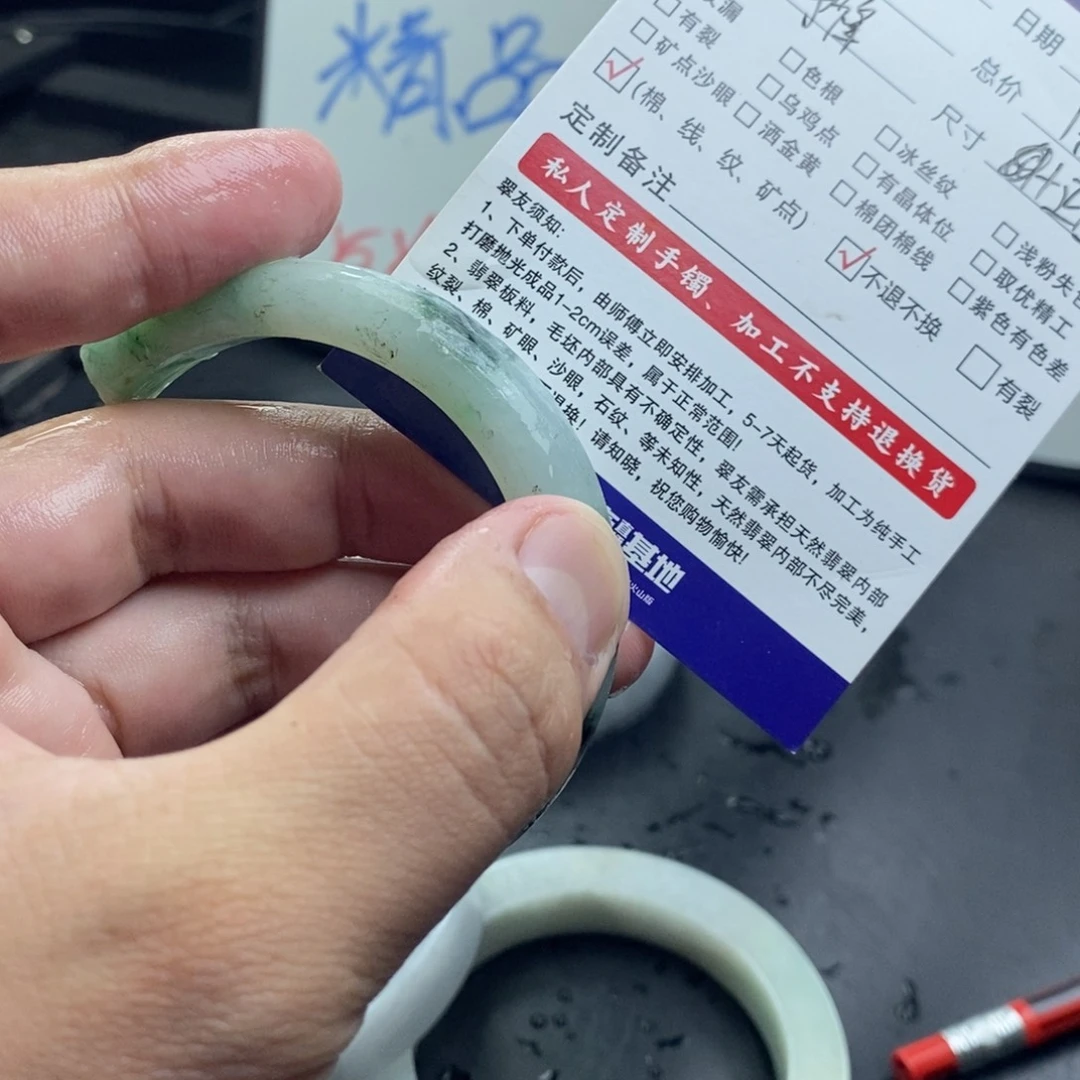 精品
日期
总价
尺寸
漏
有裂
矿点沙眼
(棉、线、纹、矿点)
色根
乌鸡点
洒金黄
冰丝纹
有晶体位
棉团棉线
不退不换
浅粉失色
取优精工
紫色有色差
有裂
定制备注
私人定制手镯、加工不支持退换货
翠友须知:
1、下单付款后，由师傅立即安排加工，5-7天起货，加工为纯手工
打磨抛光成品1-2cm误差，属于正常范围!
2、翡翠板料，毛坯内部具有不确定性，翠友需承担天然翡翠内部
纹裂、棉、矿眼、沙眼，石纹、等未知性，天然翡翠内部不尽完美，
退换! 请知晓，祝您购物愉快!
基地